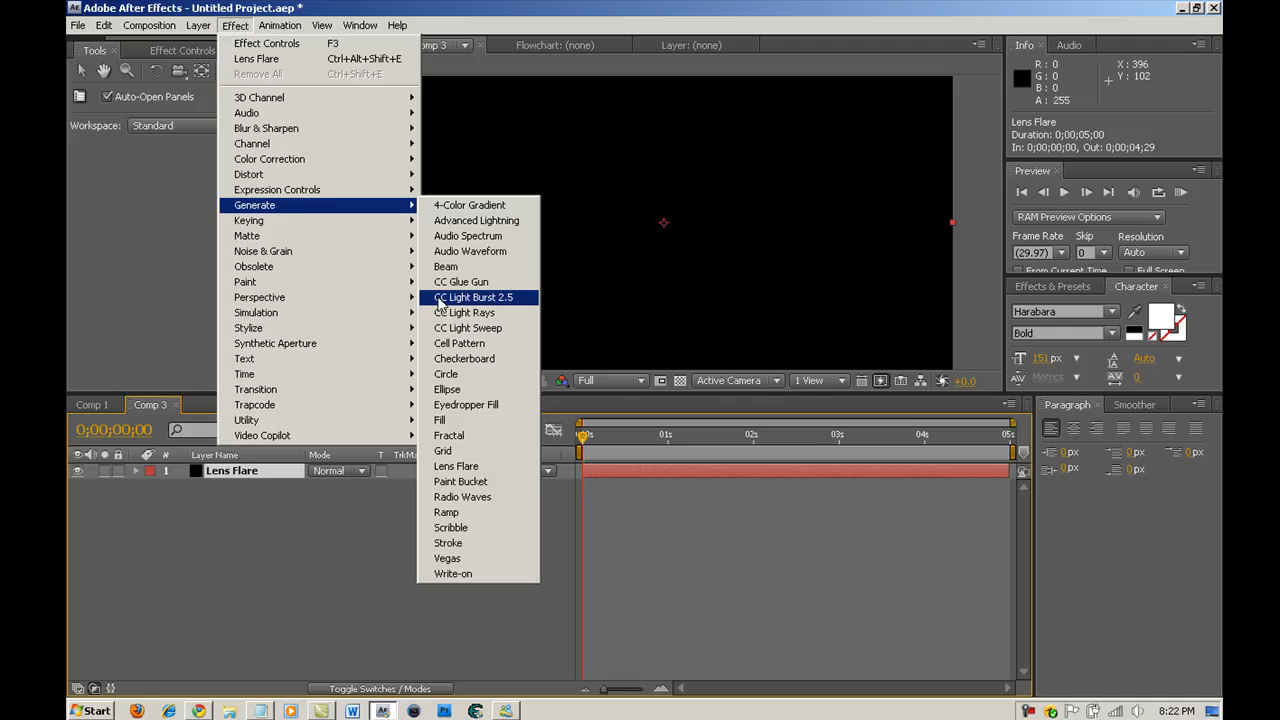 Adobe After Effects - Untitled Project.aep *
File Edit Composition Layer Effect Animation View Window Help
Tools Effect Controls
Auto-Open Panels
Workspace: Standard
Effect Controls F3
Lens Flare Ctrl+Alt+Shift+E
Remove All Ctrl+Shift+E
3D Channel
Audio
Blur & Sharpen
Channel
Color Correction
Distort
Expression Controls
Generate
Keying
Matte
Noise & Grain
Obsolete
Paint
Perspective
Simulation
Stylize
Synthetic Aperture
Text
Time
Transition
Trapcode
Utility
Video Copilot
4-Color Gradient
Advanced Lightning
Audio Spectrum
Audio Waveform
Beam
CC Glue Gun
CC Light Burst 2.5
CC Light Rays
CC Light Sweep
Cell Pattern
Checkerboard
Circle
Ellipse
Eyedropper Fill
Fill
Fractal
Grid
Lens Flare
Paint Bucket
Radio Waves
Ramp
Scribble
Stroke
Vegas
Write-on
omp 3 Flowchart: (none) Layer: (none)
Full Active Camera 1 View +0.0
Info Audio
R: 0 X: 396
G: 0 Y: 102
B: 0
A: 255
Lens Flare
Duration: 0;00;05;00
In: 0;00;00;00, Out: 0;00;04;29
Preview
RAM Preview Options
Frame Rate Skip Resolution
(29.97) 0 Auto
From Current Time Full Screen
Effects & Presets Character
Harabara
Bold
151 px Auto
Metrics 0
Paragraph Smoother
0 px 0 px 0 px
0 px 0 px
Comp 1 Comp 3
0;00;00;00
# Layer Name Mode T TrkMa
1 Lens Flare Normal
0s 01s 02s 03s 04s 05s
Toggle Switches / Modes
Start 8:22 PM